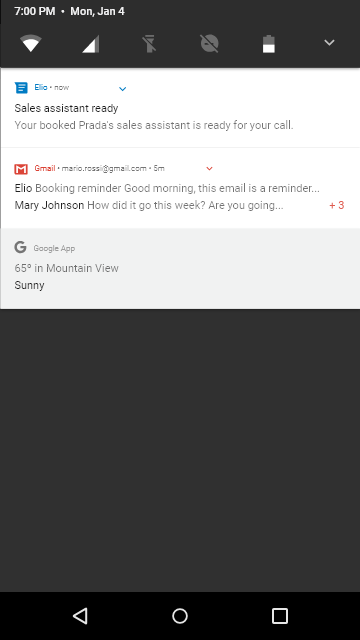 7:00 PM • Mon, Jan 4
Elio • now
Sales assistant ready
Your booked Prada's sales assistant is ready for your call.
Gmail • mario.rossi@gmail.com • 5m
Elio Booking reminder Good morning, this email is a reminder...
Mary Johnson How did it go this week? Are you going...
+ 3
Google App
65º in Mountain View
Sunny